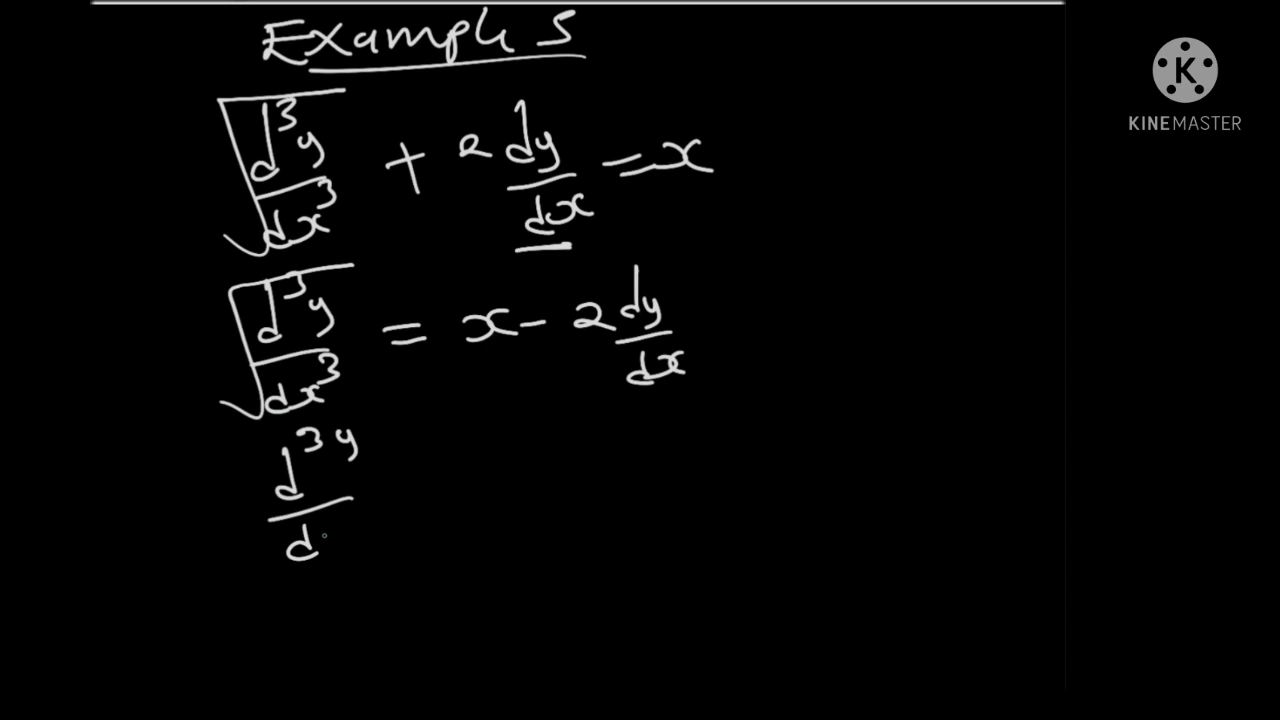 Example 5
√(d³y/dx³) + 2 dy/dx = x
√(d³y/dx³) = x - 2 dy/dx
d³y/d
K
KINEMASTER